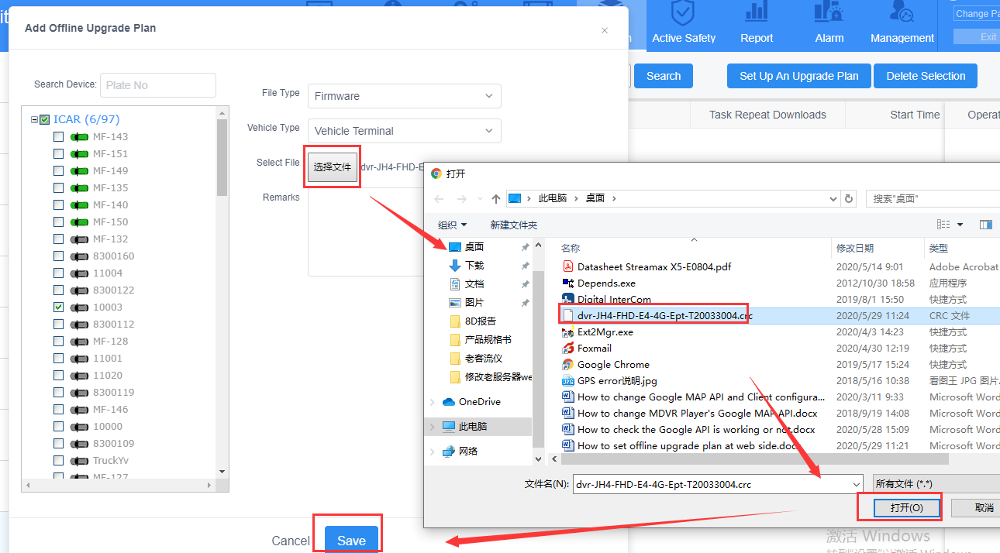 Add Offline Upgrade Plan
Active Safety
Report
Alarm
Management
Exit
Search Device:
Plate No
ICAR (6/97)
MF-143
MF-151
MF-149
MF-135
MF-140
MF-150
MF-132
8300160
11004
8300122
10003
8300112
MF-128
11001
11020
8300119
MF-146
10000
8300109
TruckYv
MF-127
File Type
Firmware
Vehicle Type
Vehicle Terminal
Select File
选择文件
dvr-JH4-FHD-E
Remarks
Cancel
Save
Search
Set Up An Upgrade Plan
Delete Selection
Task Repeat Downloads
Start Time
打开
此电脑
桌面
搜索"桌面"
组织
新建文件夹
桌面
下载
文档
图片
8D报告
产品规格书
老客流仪
修改老服务器we
OneDrive
此电脑
网络
名称 修改日期 类型
Datasheet Streamax X5-E0804.pdf 2020/5/14 9:01 Adobe Acrobat
Depends.exe 2012/10/30 18:58 应用程序
Digital InterCom 2019/8/1 15:50 快捷方式
dvr-JH4-FHD-E4-4G-Ept-T20033004.crc 2020/5/29 11:24 CRC 文件
Ext2Mgr.exe 2020/4/3 14:23 快捷方式
Foxmail 2020/4/30 12:19 快捷方式
Google Chrome 2019/5/17 15:24 快捷方式
GPS error说明.jpg 2018/5/16 10:38 看图王 JPG 图片
How to change Google MAP API and Client configura... 2020/3/11 9:33 Microsoft Word
How to change MDVR Player's Google MAP API.docx 2018/9/19 14:08 Microsoft Word
How to check the Google API is working or not.docx 2020/5/28 15:09 Microsoft Word
How to set offline upgrade plan at web side.doc 2020/5/29 11:21 Microsoft Word
文件名(N):
dvr-JH4-FHD-E4-4G-Ept-T20033004.crc
所有文件 (*.*)
打开(O)
取消
激活 Windows